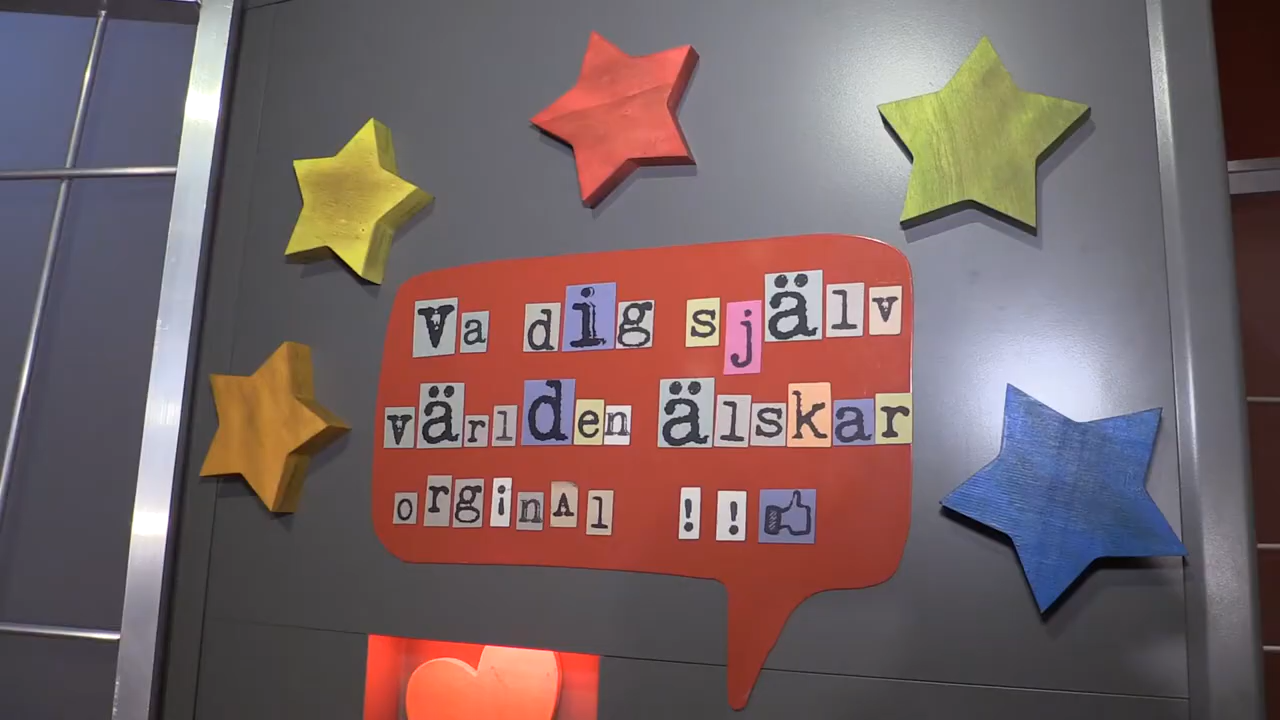 Va dig själv
världen älskar
orginAl !!👍